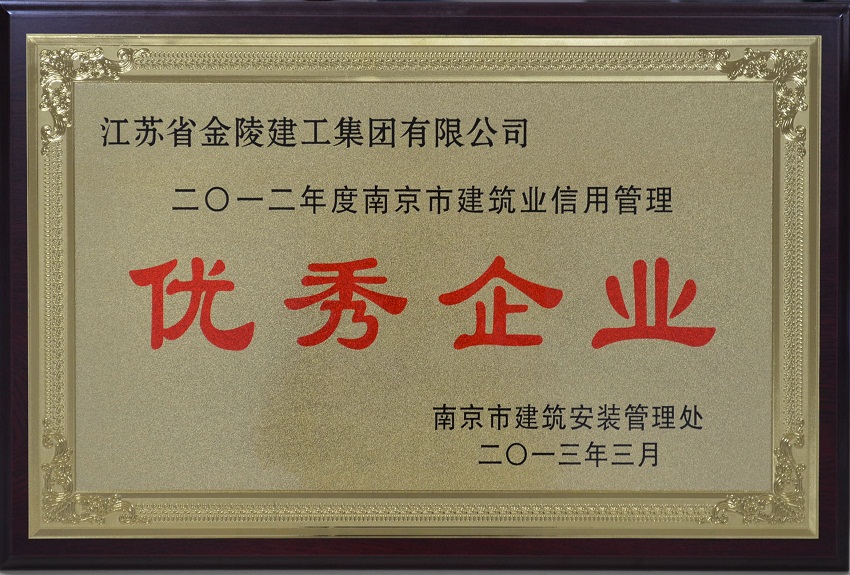 江苏省金陵建工集团有限公司
二〇一二年度南京市建筑业信用管理
优秀企业
南京市建筑安装管理处
二〇一三年三月